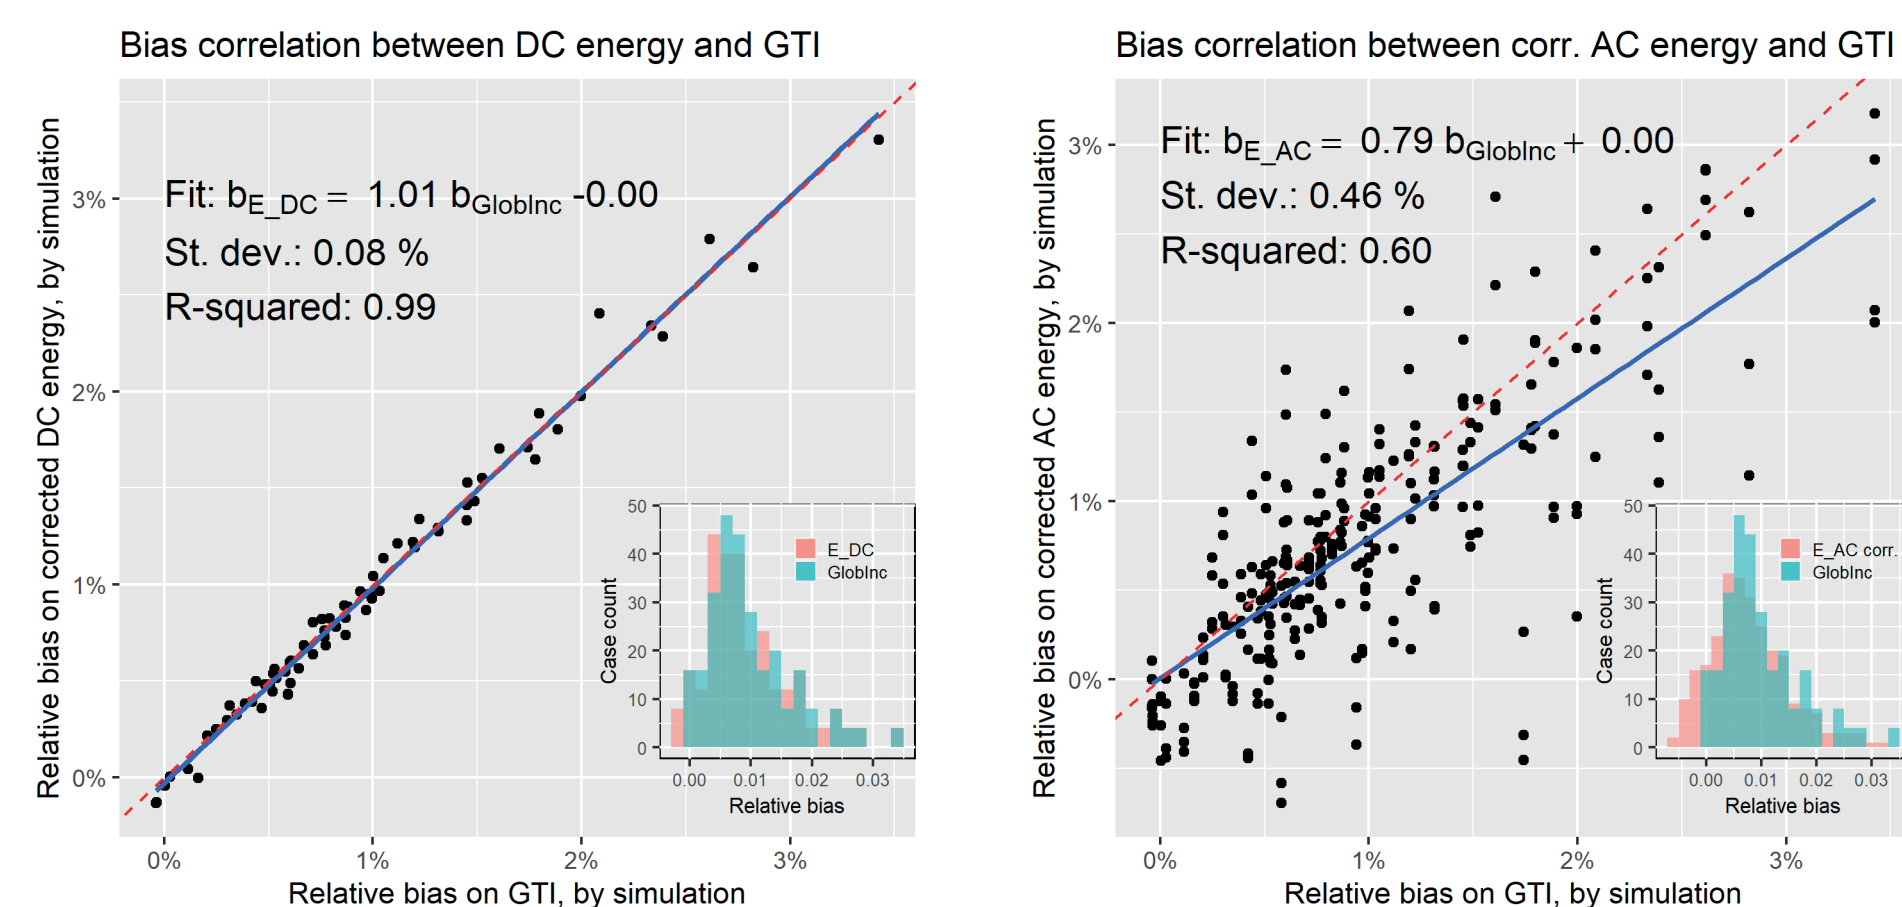 Bias correlation between DC energy and GTI
Relative bias on corrected DC energy, by simulation
3%
2%
1%
0%
Fit: bE_DC = 1.01 bGlobInc -0.00
St. dev.: 0.08 %
R-squared: 0.99
50
40
30
20
10
0
Case count
E_DC
GlobInc
0.00 0.01 0.02 0.03
Relative bias
0% 1% 2% 3%
Relative bias on GTI, by simulation
Bias correlation between corr. AC energy and GTI
Relative bias on corrected AC energy, by simulation
3%
2%
1%
0%
Fit: bE_AC = 0.79 bGlobInc + 0.00
St. dev.: 0.46 %
R-squared: 0.60
50
40
30
20
10
0
Case count
E_AC corr.
GlobInc
0.00 0.01 0.02 0.03
Relative bias
0% 1% 2% 3%
Relative bias on GTI, by simulation